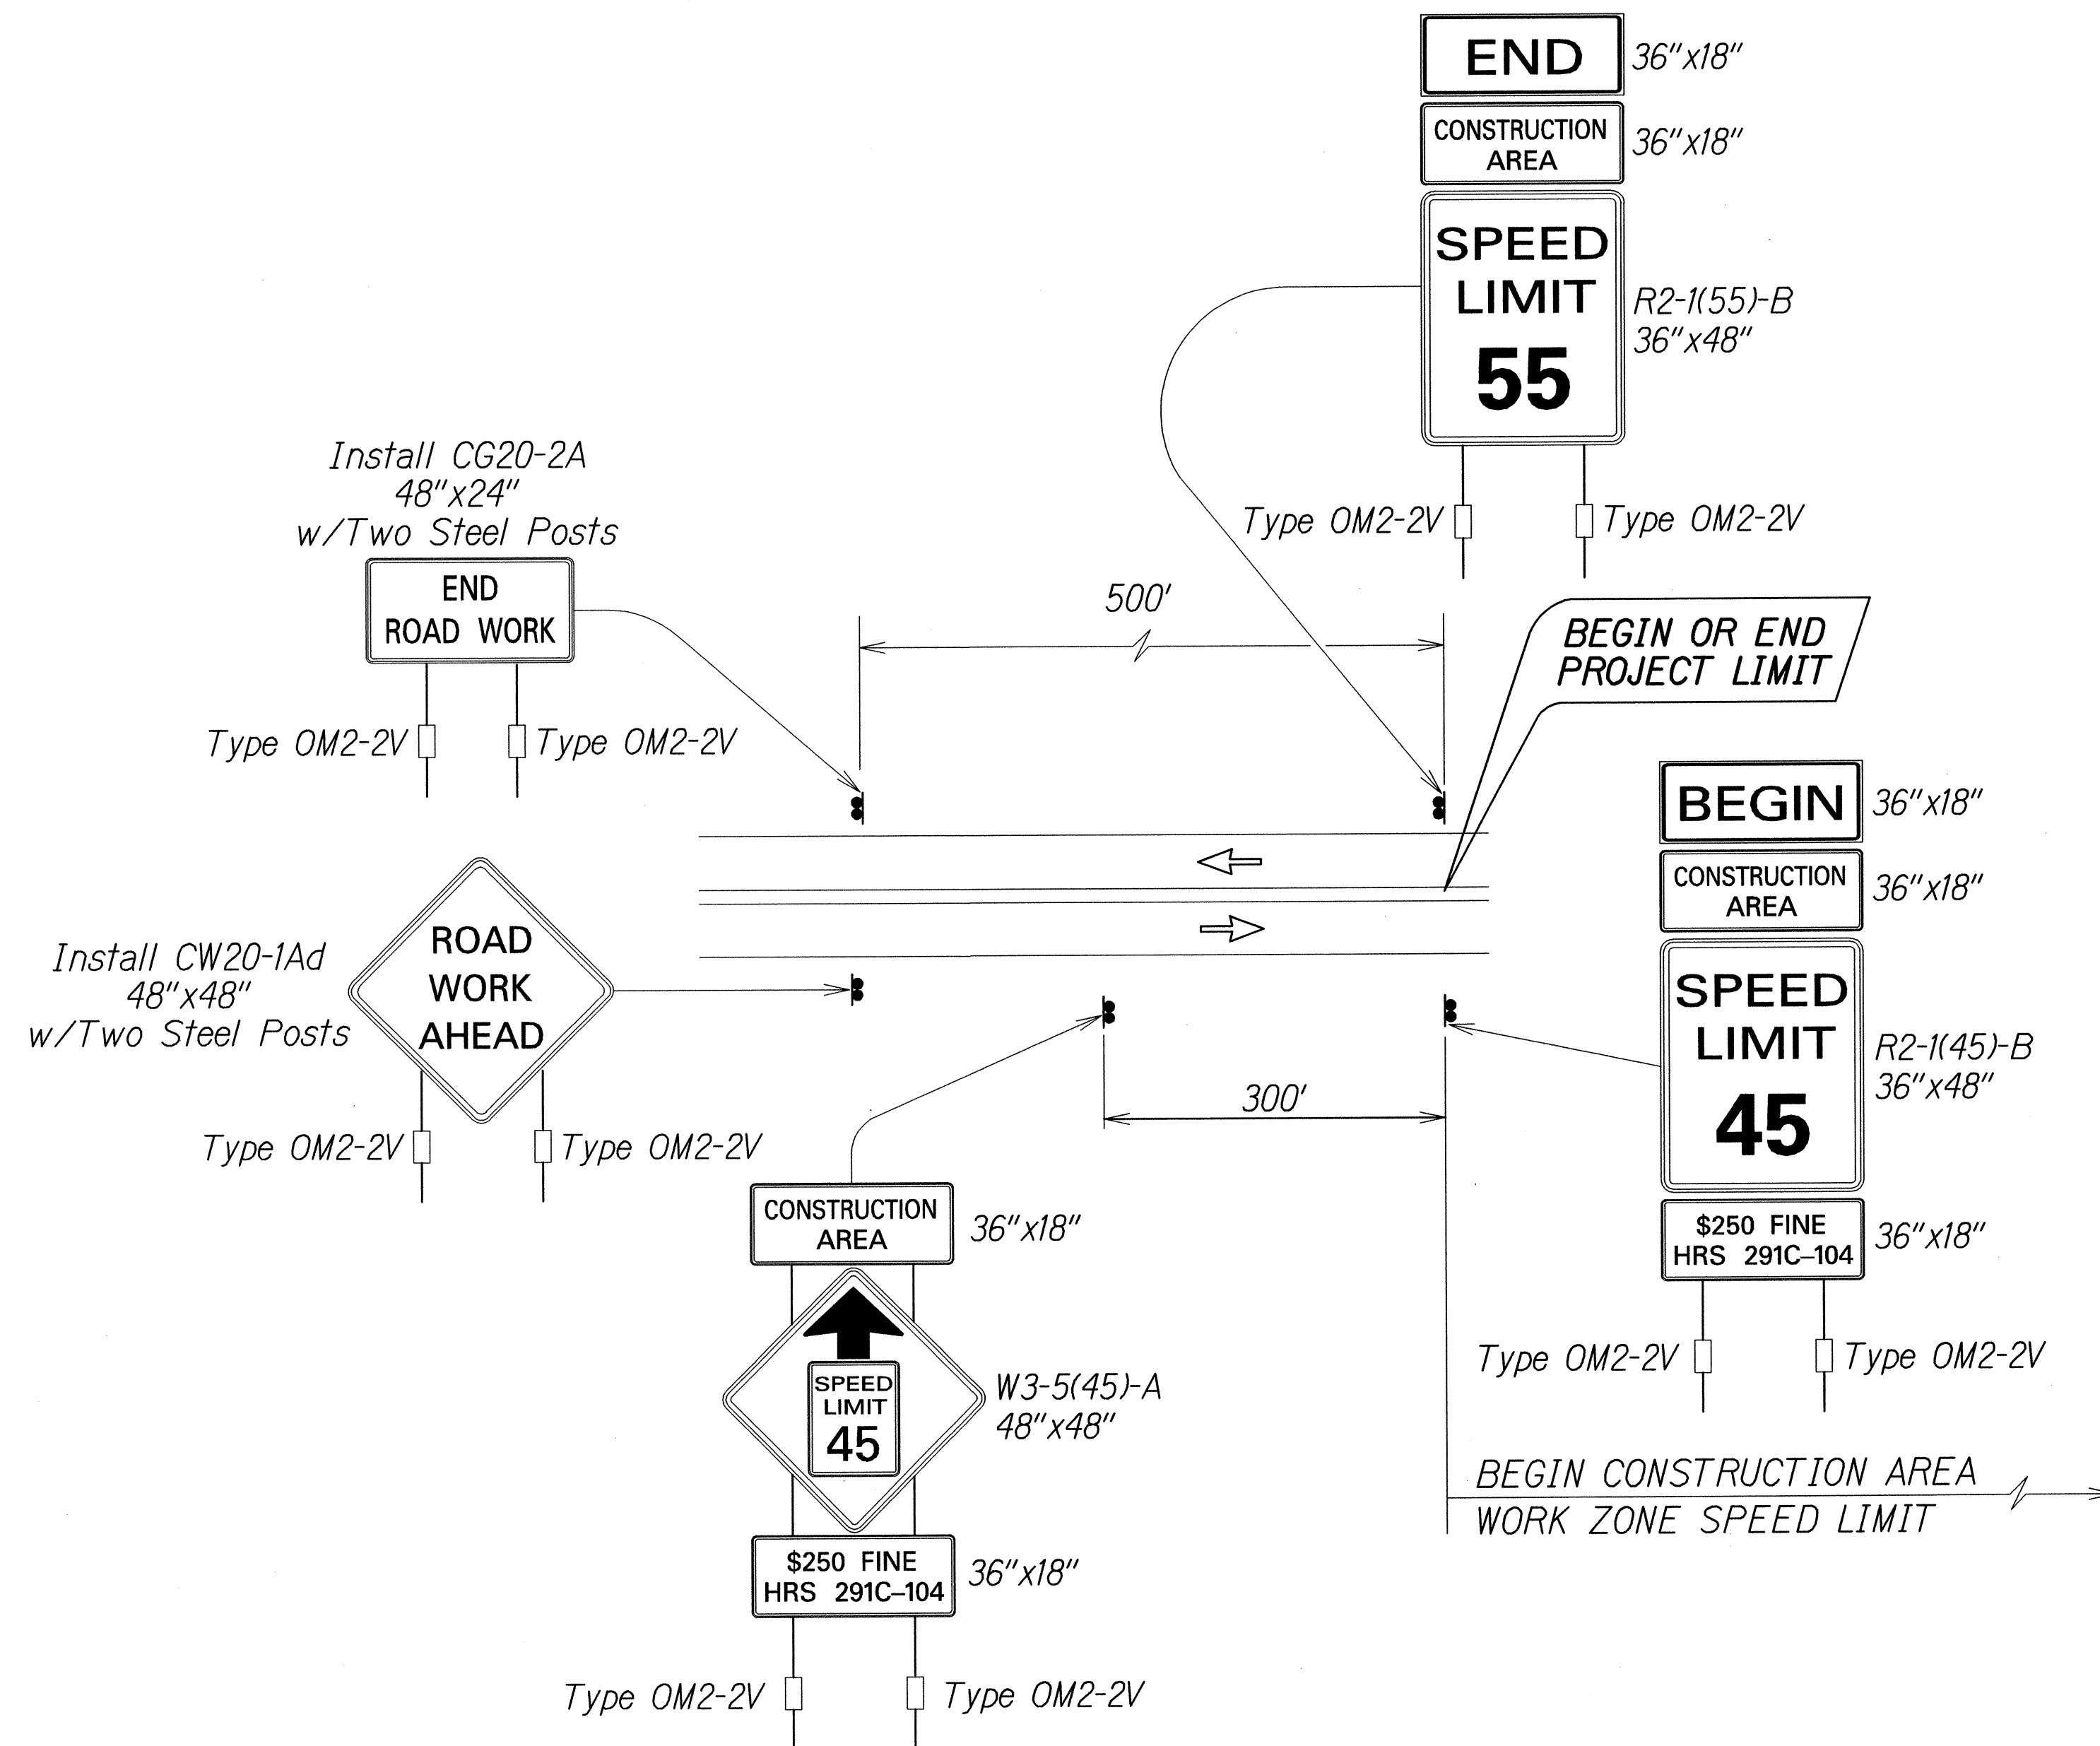 END
36"x18"
CONSTRUCTION
AREA
36"x18"
SPEED
LIMIT
55
R2-1(55)-B
36"x48"
Type OM2-2V
Type OM2-2V
Install CG20-2A
48"x24"
w/Two Steel Posts
END
ROAD WORK
Type OM2-2V
Type OM2-2V
500'
BEGIN OR END
PROJECT LIMIT
BEGIN
36"x18"
CONSTRUCTION
AREA
36"x18"
SPEED
LIMIT
45
R2-1(45)-B
36"x48"
$250 FINE
HRS 291C–104
36"x18"
Type OM2-2V
Type OM2-2V
Install CW20-1Ad
48"x48"
w/Two Steel Posts
ROAD
WORK
AHEAD
Type OM2-2V
Type OM2-2V
300'
CONSTRUCTION
AREA
36"x18"
SPEED
LIMIT
45
W3-5(45)-A
48"x48"
$250 FINE
HRS 291C–104
36"x18"
Type OM2-2V
Type OM2-2V
BEGIN CONSTRUCTION AREA
WORK ZONE SPEED LIMIT